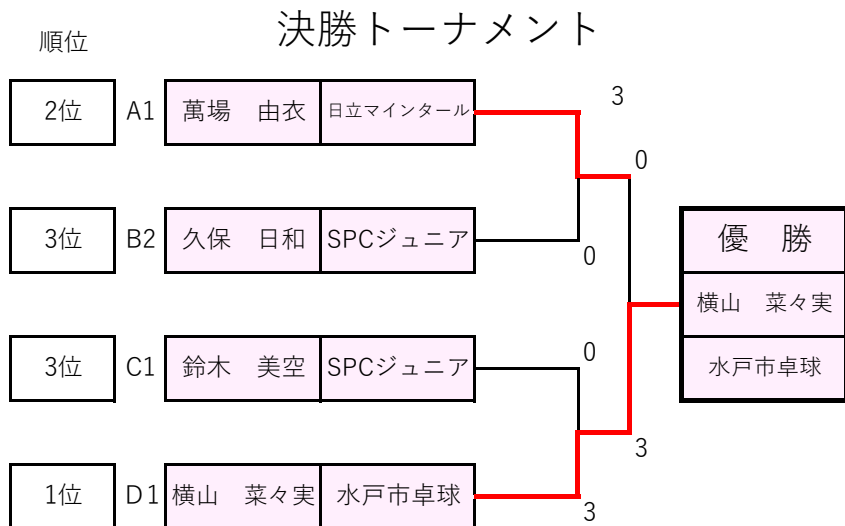 決勝トーナメント
順位
2位 A1 萬場　由衣 日立マインタール 3
0
3位 B2 久保　日和 SPCジュニア 0
優　勝
横山　菜々実
水戸市卓球
3位 C1 鈴木　美空 SPCジュニア 0
3
1位 D1 横山　菜々実 水戸市卓球 3